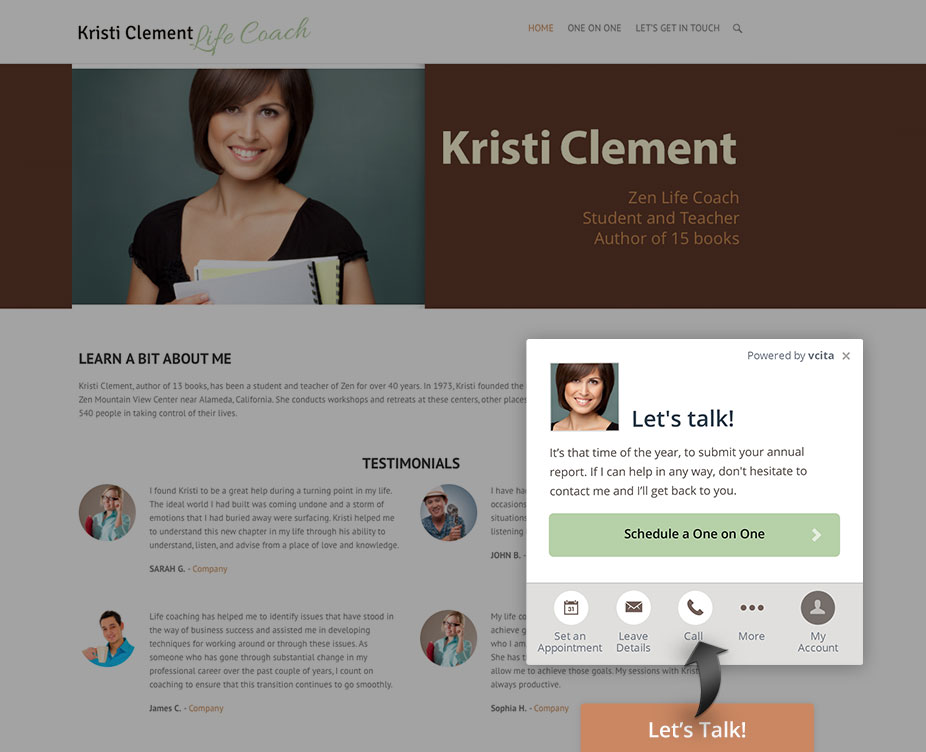 Kristi Clement Life Coach
HOME ONE ON ONE LET'S GET IN TOUCH
Kristi Clement
Zen Life Coach
Student and Teacher
Author of 15 books
LEARN A BIT ABOUT ME
Kristi Clement, author of 13 books, has been a student and teacher of Zen for over 40 years. In 1973, Kristi founded the
Zen Mountain View Center near Alameda, California. She conducts workshops and retreats at these centers, other places
540 people in taking control of their lives.
TESTIMONIALS
I found Kristi to be a great help during a turning point in my life.
The ideal world I had built was coming undone and a storm of
emotions that I had buried away were surfacing. Kristi helped me
to understand this new chapter in my life through his ability to
understand, listen, and advise from a place of love and knowledge.
SARAH G. - Company
I have
occasions
situations
listening
JOHN B. -
Life coaching has helped me to identify issues that have stood in
the way of business success and assisted me in developing
techniques for working around or through these issues. As
someone who has gone through substantial change in my
professional career over the past couple of years, I count on
coaching to ensure that this transition continues to go smoothly.
James C. - Company
My life
achieve
who I am
She has
allow me to achieve those goals. My sessions with Kristi
always productive.
Sophia H. - Company
Powered by vcita ×
Let's talk!
It's that time of the year, to submit your annual
report. If I can help in any way, don't hesitate to
contact me and I'll get back to you.
Schedule a One on One
31
Set an
Appointment
Leave
Details
Call
More
My
Account
Let's Talk!